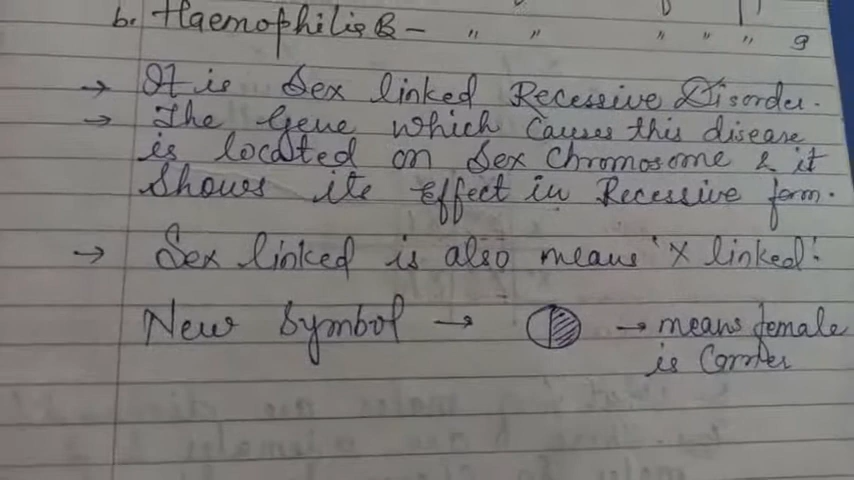 b. Haemophilis B - " " " " " 9
→ It is Sex linked Recessive Disorder.
→ The Gene which causes this disease
is located on Sex Chromosome & it
Shows its Effect in Recessive form.
→ Sex linked is also means 'X linked'.
New Symbol → → means female
is Carrier